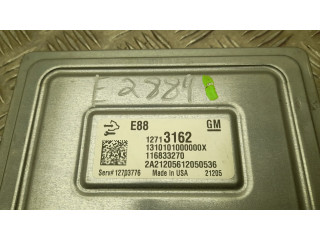 E2884
E88 GM
12713162
1310101000000X
116833270
2A21205612050536
Serv# 12703776 Made in USA 21205